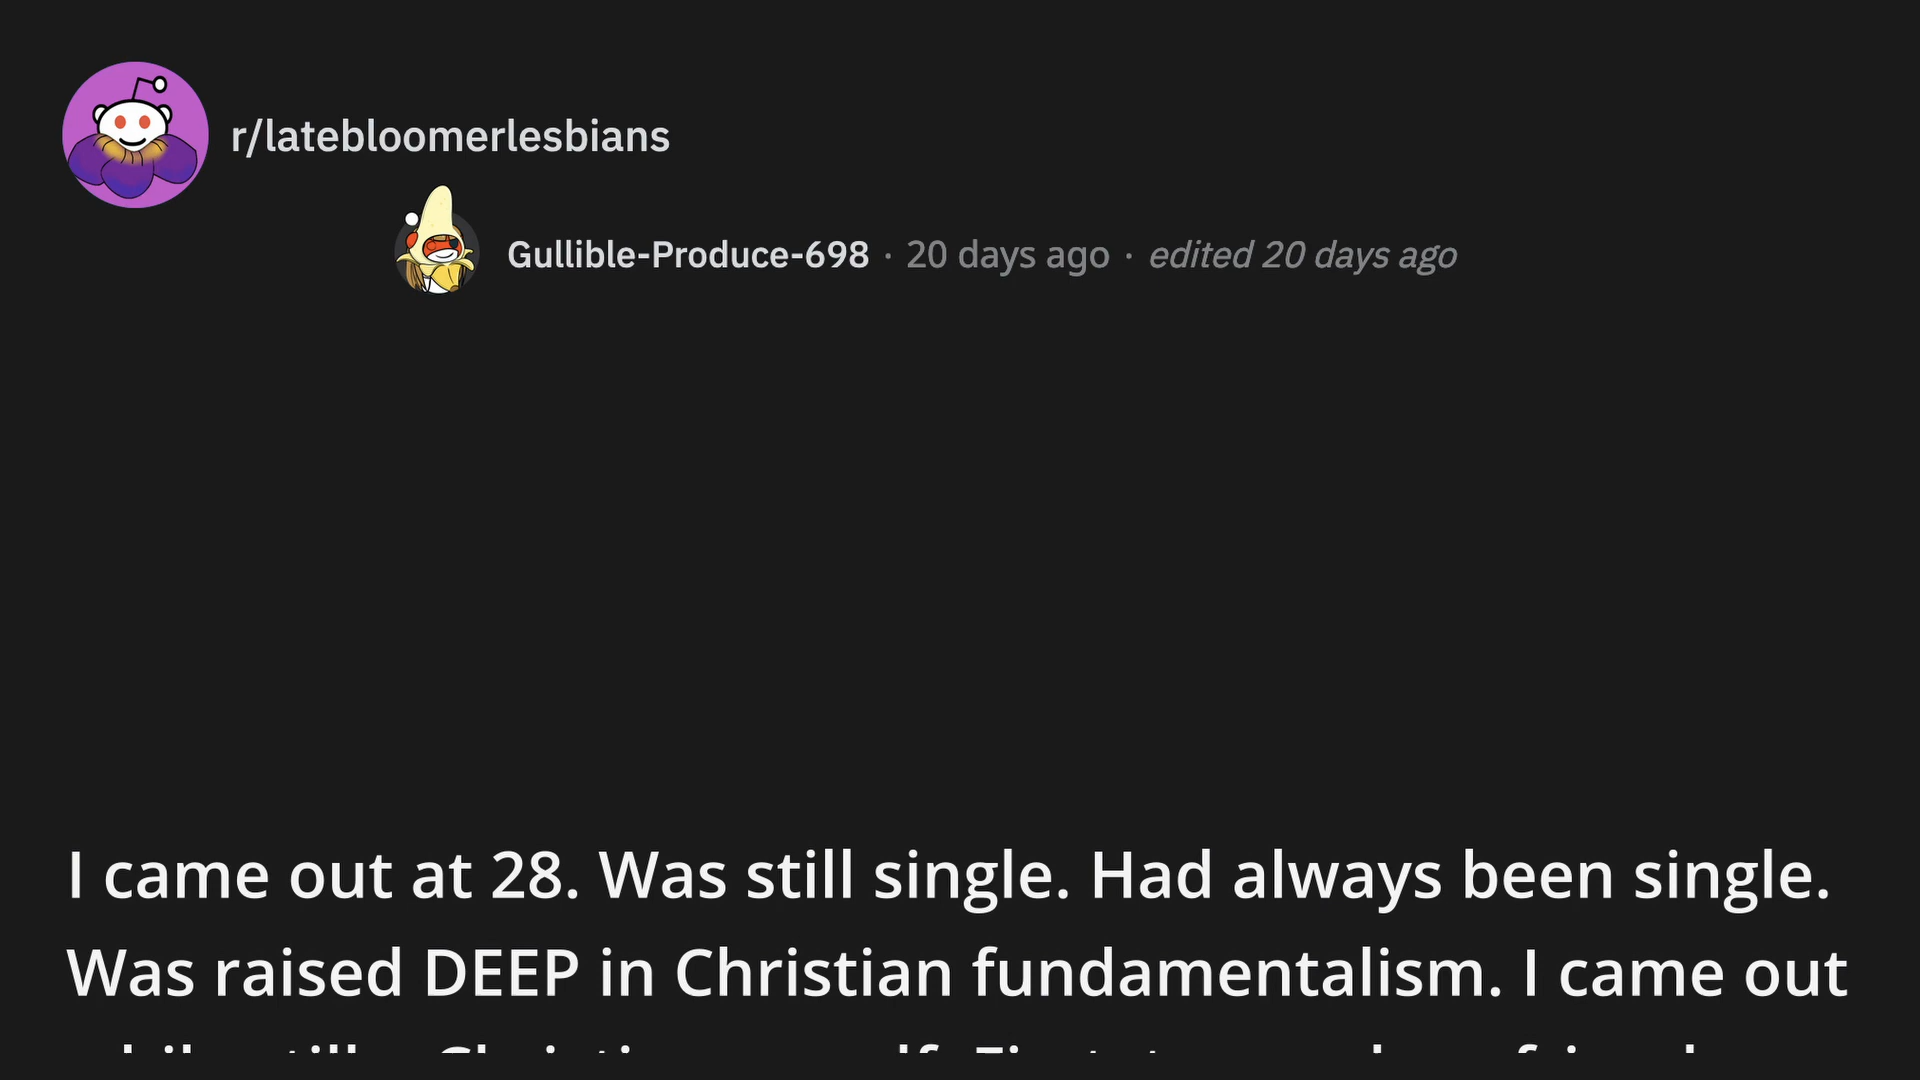 r/latebloomerlesbians
Gullible-Produce-698 · 20 days ago · edited 20 days ago
I came out at 28. Was still single. Had always been single.
Was raised DEEP in Christian fundamentalism. I came out